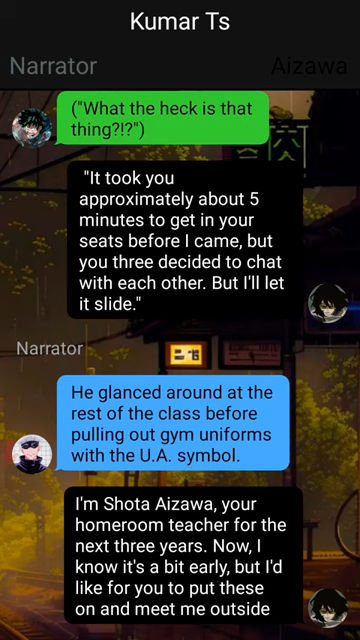 Kumar Ts
Narrator
Aizawa
("What the heck is that
thing?!?")
"It took you
approximately about 5
minutes to get in your
seats before I came, but
you three decided to chat
with each other. But I'll let
it slide."
Narrator
He glanced around at the
rest of the class before
pulling out gym uniforms
with the U.A. symbol.
I'm Shota Aizawa, your
homeroom teacher for the
next three years. Now, I
know it's a bit early, but I'd
like for you to put these
on and meet me outside